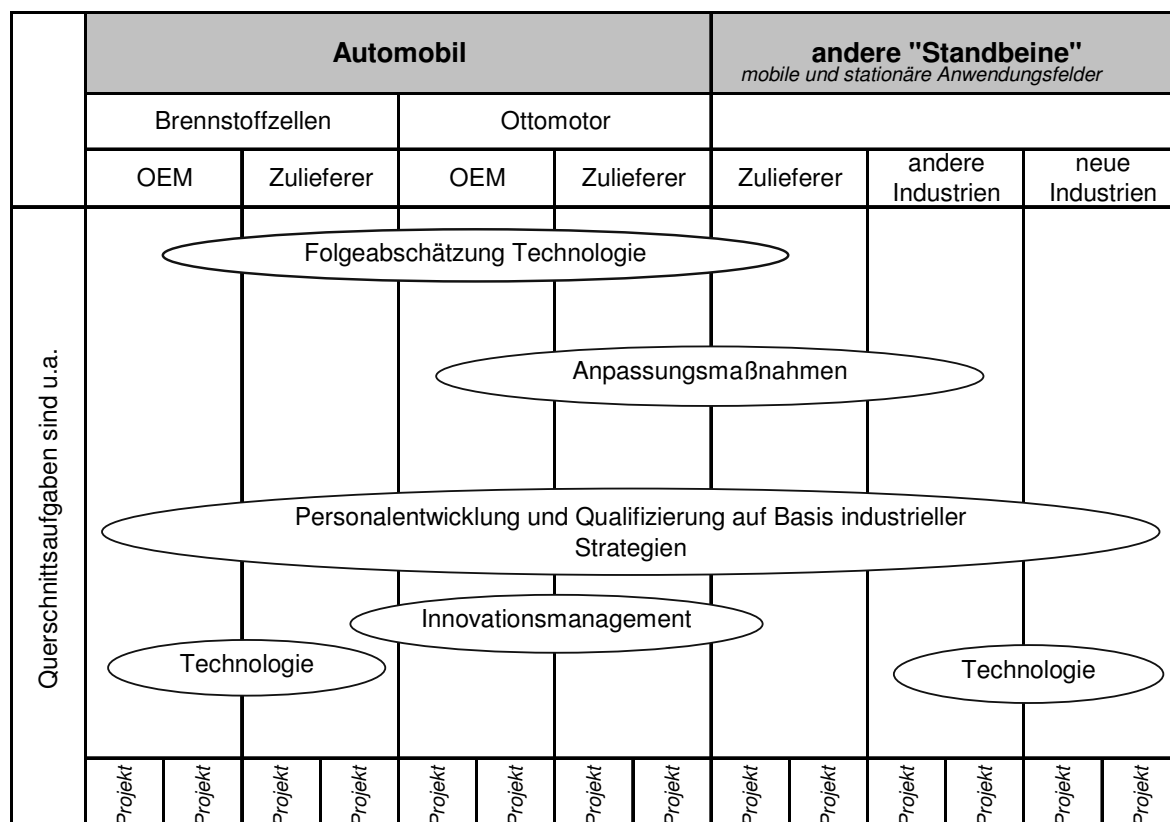 Automobil
andere "Standbeine"
mobile und stationäre Anwendungsfelder
Brennstoffzellen
Ottomotor
OEM
Zulieferer
OEM
Zulieferer
Zulieferer
andere
Industrien
neue
Industrien
Querschnittsaufgaben sind u.a.
Folgeabschätzung Technologie
Anpassungsmaßnahmen
Personalentwicklung und Qualifizierung auf Basis industrieller
Strategien
Innovationsmanagement
Technologie
Technologie
Projekt
Projekt
Projekt
Projekt
Projekt
Projekt
Projekt
Projekt
Projekt
Projekt
Projekt
Projekt
Projekt
Projekt